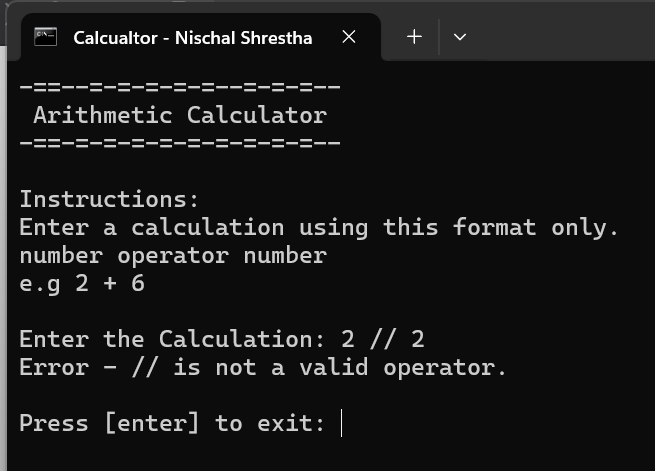 Calcualtor - Nischal Shrestha
-==--=-=-=-=--=-=-=-=--
Arithmetic Calculator
-==--=-=-=-=--=-=-=-=--
Instructions:
Enter a calculation using this format only.
number operator number
e.g 2 + 6
Enter the Calculation: 2 // 2
Error - // is not a valid operator.
Press [enter] to exit: